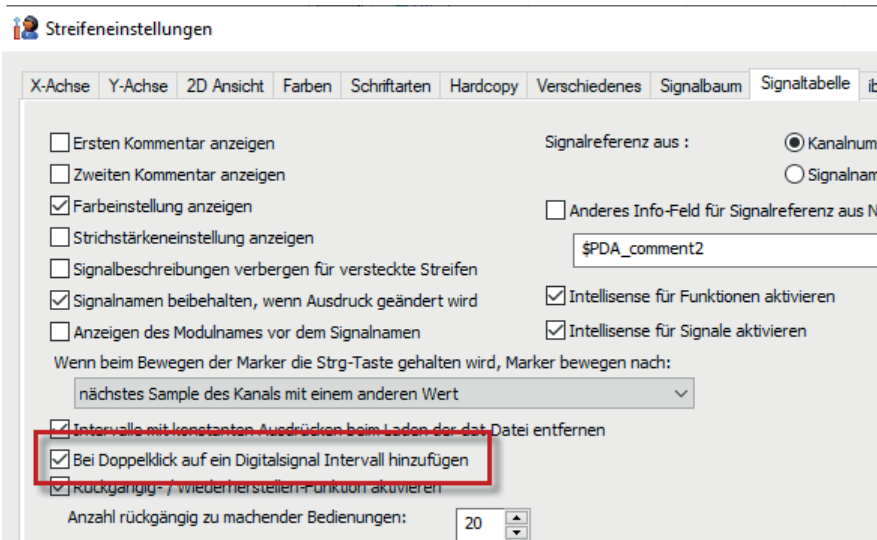 Streifeneinstellungen
X-Achse Y-Achse 2D Ansicht Farben Schriftarten Hardcopy Verschiedenes Signalbaum Signaltabelle
Ersten Kommentar anzeigen
Zweiten Kommentar anzeigen
Farbeinstellung anzeigen
Strichstärkeneinstellung anzeigen
Signalbeschreibungen verbergen für versteckte Streifen
Signalnamen beibehalten, wenn Ausdruck geändert wird
Anzeigen des Modulnames vor dem Signalnamen
Signalreferenz aus :
Kanalnum
Signalnam
Anderes Info-Feld für Signalreferenz aus N
$PDA_comment2
Intellisense für Funktionen aktivieren
Intellisense für Signale aktivieren
Wenn beim Bewegen der Marker die Strg-Taste gehalten wird, Marker bewegen nach:
nächstes Sample des Kanals mit einem anderen Wert
Intervalle mit konstanten Ausdrücken beim Laden der dat-Datei entfernen
Bei Doppelklick auf ein Digitalsignal Intervall hinzufügen
Rückgängig- / Wiederherstellen-Funktion aktivieren
Anzahl rückgängig zu machender Bedienungen:
20